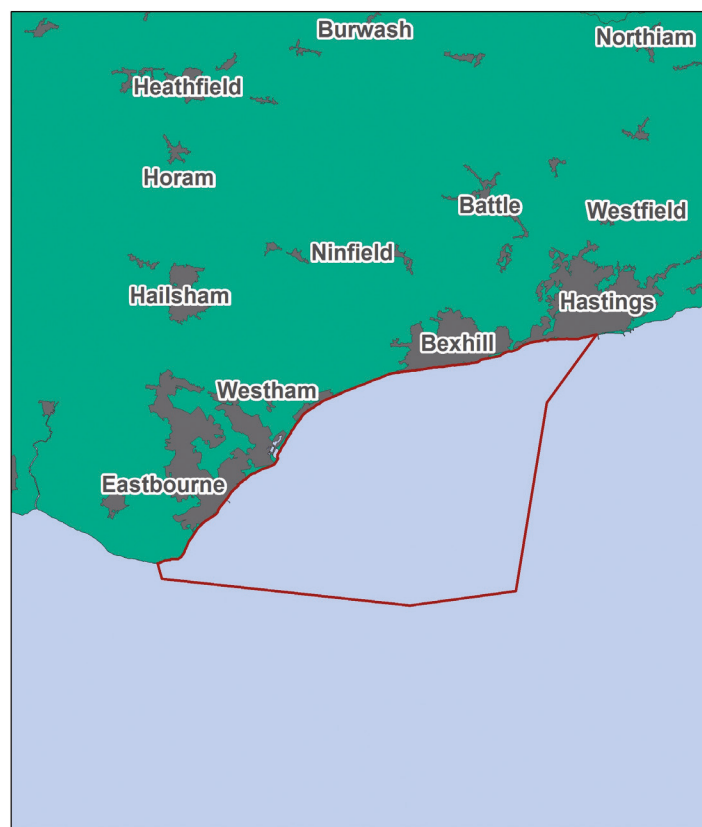 Burwash
Northiam
Heathfield
Horam
Battle
Westfield
Ninfield
Hailsham
Hastings
Bexhill
Westham
Eastbourne